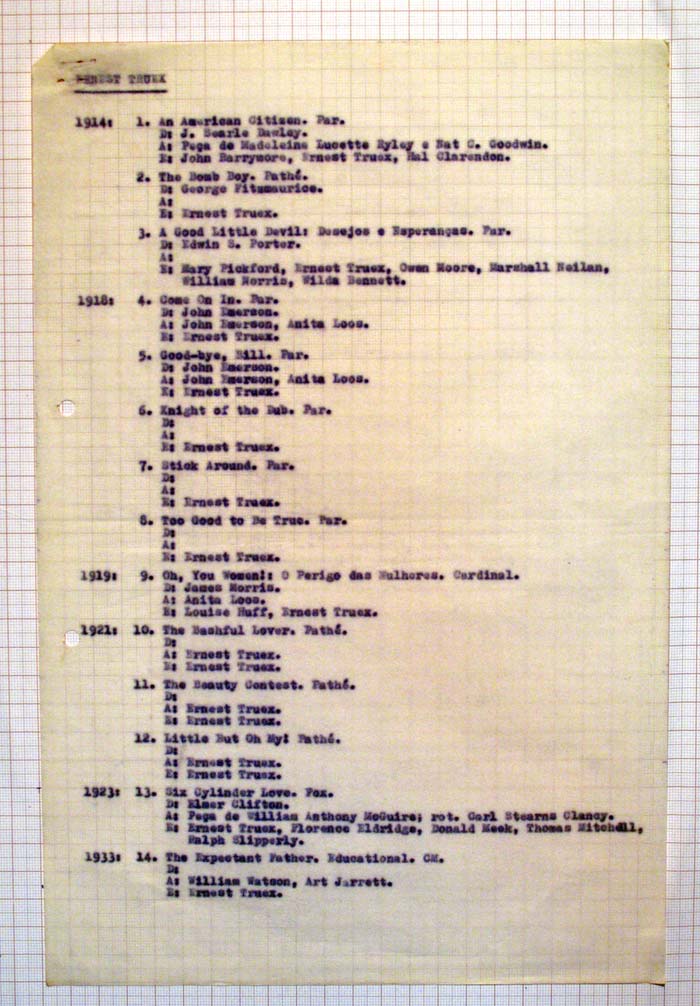 ERNEST TRUEX
1914: 1. An American Citizen. Par.
D: J. Searle Dawley.
A: Peça de Madeleine Lucette Ryley e Nat C. Goodwin.
E: John Barrymore, Ernest Truex, Hal Clarendon.
2. The Bomb Boy. Pathé.
D: George Fitzmaurice.
A:
E: Ernest Truex.
3. A Good Little Devil: Desejos e Esperanças. Par.
D: Edwin S. Porter.
A:
E: Mary Pickford, Ernest Truex, Owen Moore, Marshall Neilan,
William Norris, Wilda Bennett.
1918: 4. Come On In. Par.
D: John Emerson.
A: John Emerson, Anita Loos.
E: Ernest Truex.
5. Good-bye, Bill. Par.
D: John Emerson.
A: John Emerson, Anita Loos.
E: Ernest Truex.
6. Knight of the Bub. Par.
D:
A:
E: Ernest Truex.
7. Stick Around. Par.
D:
A:
E: Ernest Truex.
8. Too Good to Be True. Par.
D:
A:
E: Ernest Truex.
1919: 9. Oh, You Women!: O Perigo das Mulheres. Cardinal.
D: James Morris.
A: Anita Loos.
E: Louise Huff, Ernest Truex.
1921: 10. The Bashful Lover. Pathé.
D:
A: Ernest Truex.
E: Ernest Truex.
11. The Beauty Contest. Pathé.
D:
A: Ernest Truex.
E: Ernest Truex.
12. Little But Oh My! Pathé.
D:
A: Ernest Truex.
E: Ernest Truex.
1923: 13. Six Cylinder Love. Fox.
D: Elmer Clifton.
A: Peça de William Anthony McGuire; rot. Carl Stearns Clancy.
E: Ernest Truex, Florence Eldridge, Donald Meek, Thomas Mitchell,
Ralph Slipperly.
1933: 14. The Expectant Father. Educational. CM.
D:
A: William Watson, Art Jarrett.
E: Ernest Truex.